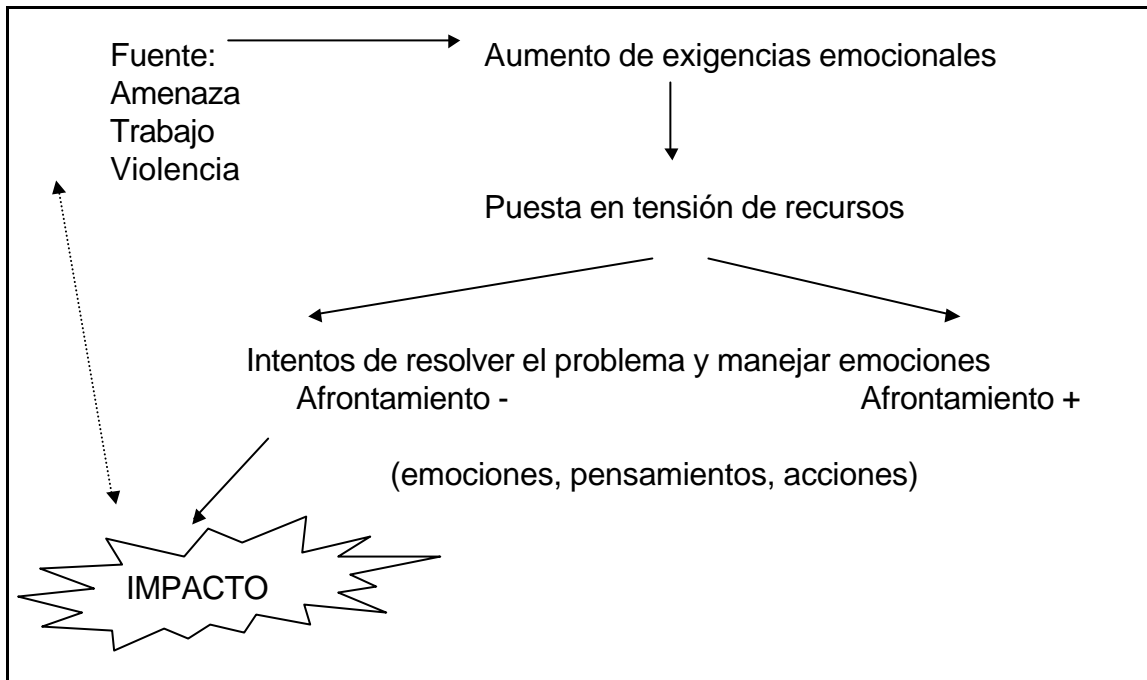 Fuente:
Aumento de exigencias emocionales
Amenaza
Trabajo
Violencia
Puesta en tensión de recursos
Intentos de resolver el problema y manejar emociones
Afrontamiento -
Afrontamiento +
(emociones, pensamientos, acciones)
IMPACTO